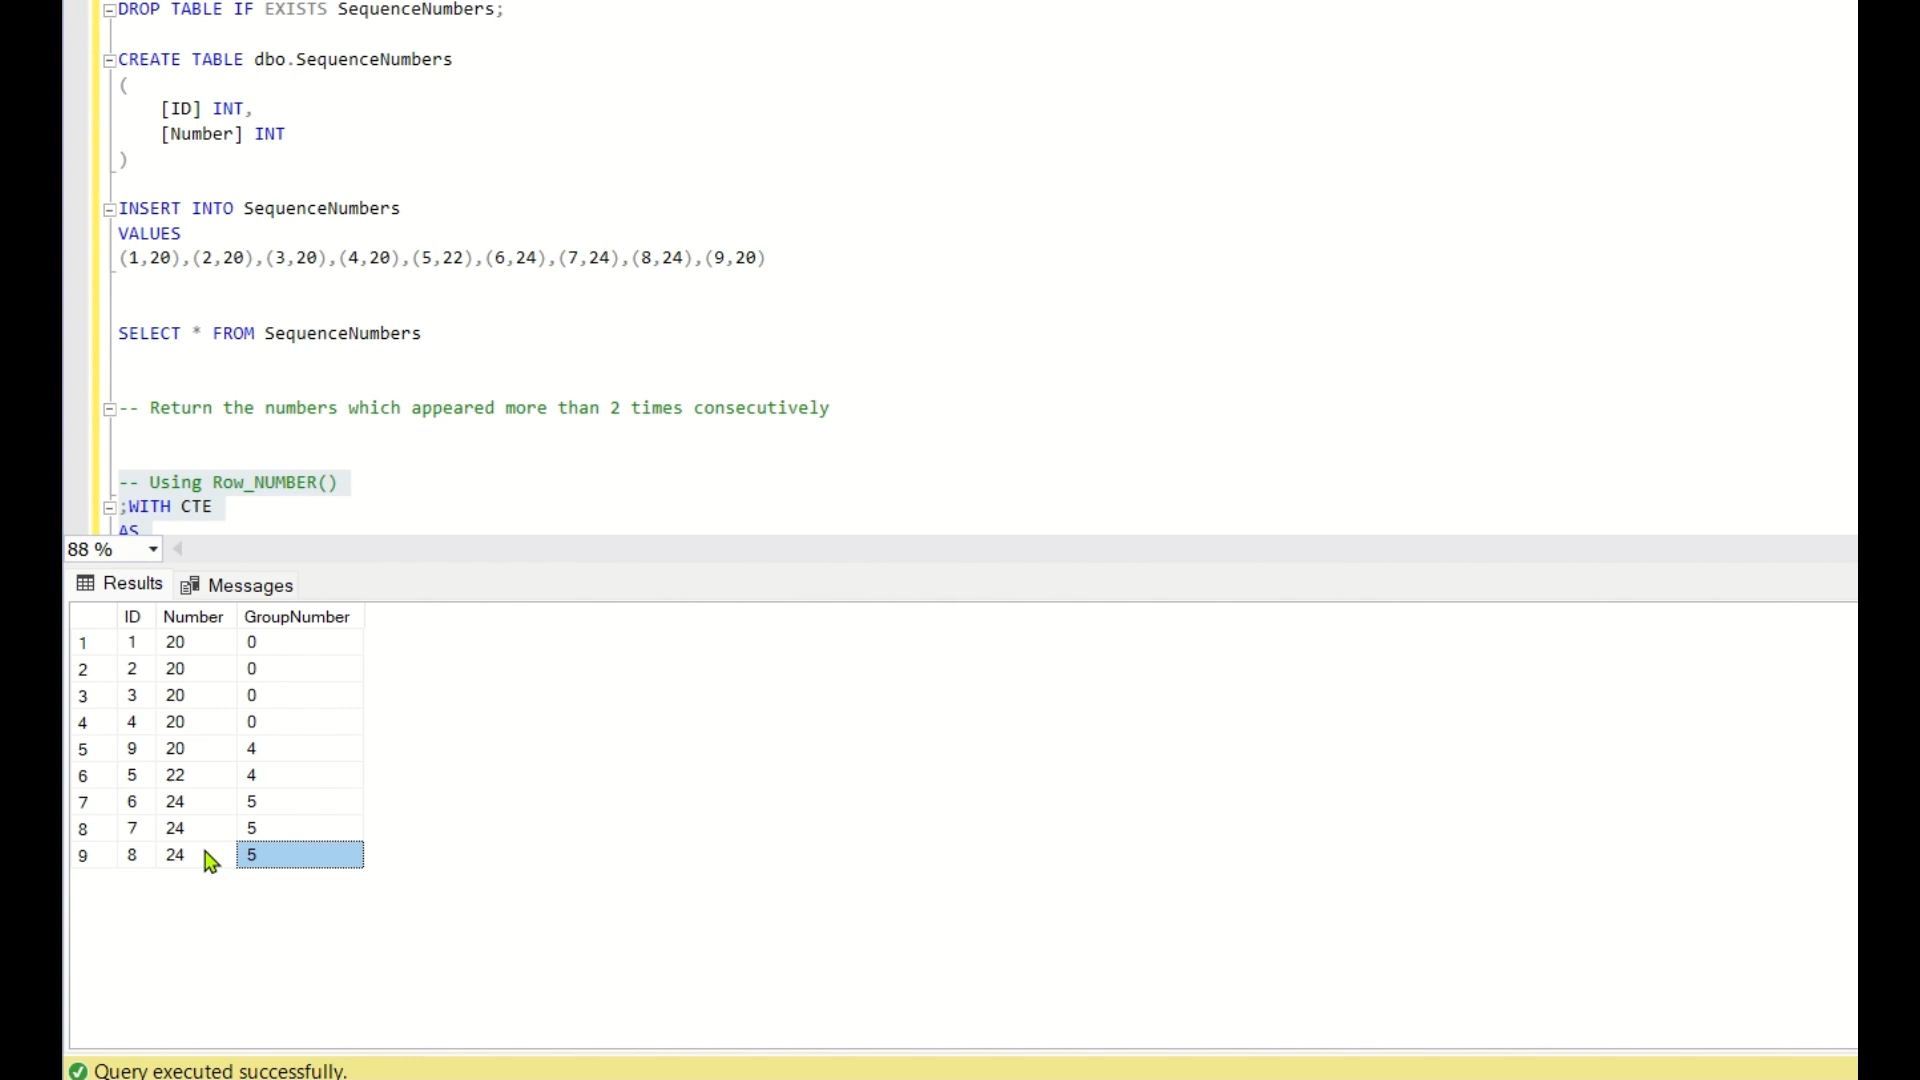 DROP TABLE IF EXISTS SequenceNumbers;
CREATE TABLE dbo.SequenceNumbers
(
[ID] INT,
[Number] INT
)
INSERT INTO SequenceNumbers
VALUES
(1,20),(2,20),(3,20),(4,20),(5,22),(6,24),(7,24),(8,24),(9,20)
SELECT * FROM SequenceNumbers
-- Return the numbers which appeared more than 2 times consecutively
-- Using Row_NUMBER()
;WITH CTE
AS
88 %
Results Messages
ID Number GroupNumber
1 1 20 0
2 2 20 0
3 3 20 0
4 4 20 0
5 9 20 4
6 5 22 4
7 6 24 5
8 7 24 5
9 8 24 5
Query executed successfully.